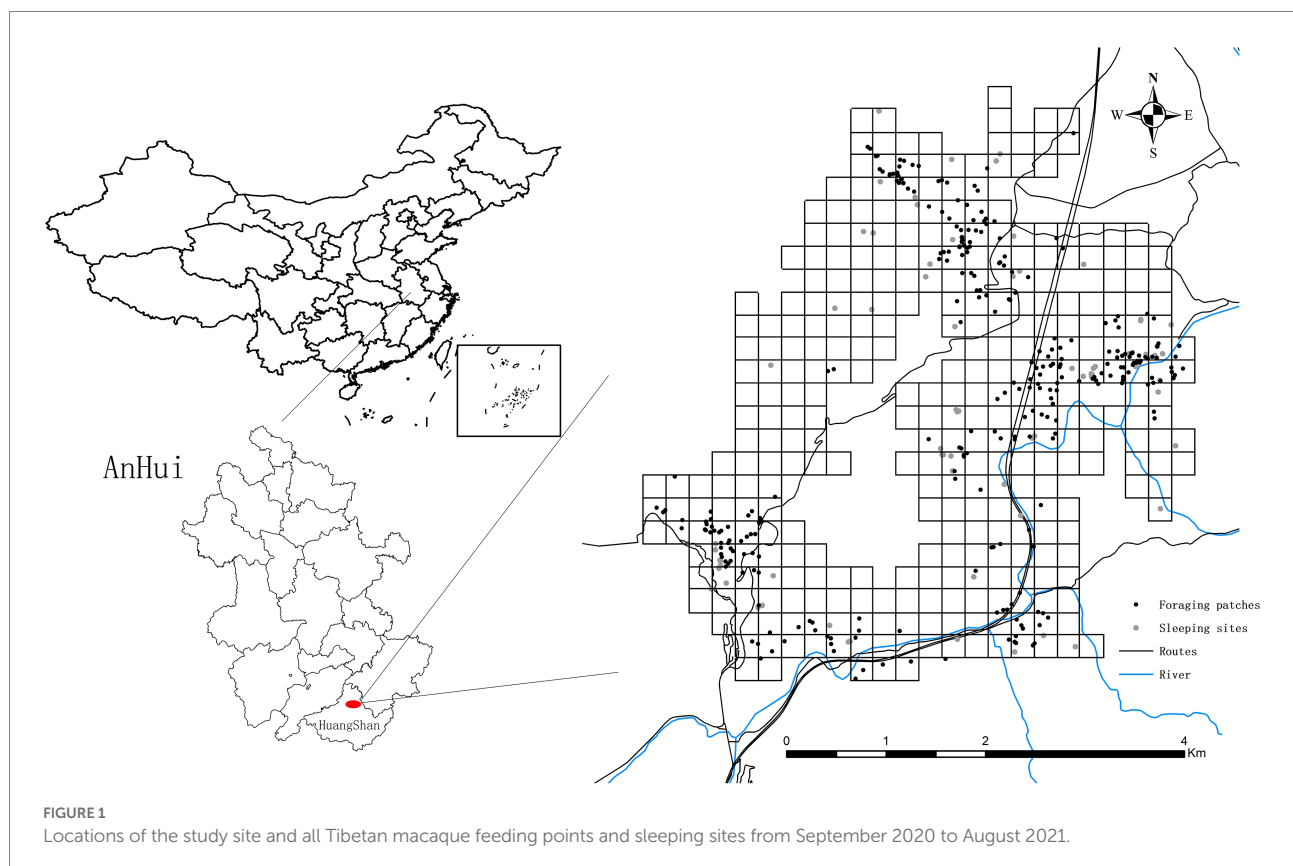 N
W E
S
AnHui
HuangShan
Foraging patches
Sleeping sites
Routes
River
0 1 2 4
Km
FIGURE 1
Locations of the study site and all Tibetan macaque feeding points and sleeping sites from September 2020 to August 2021.